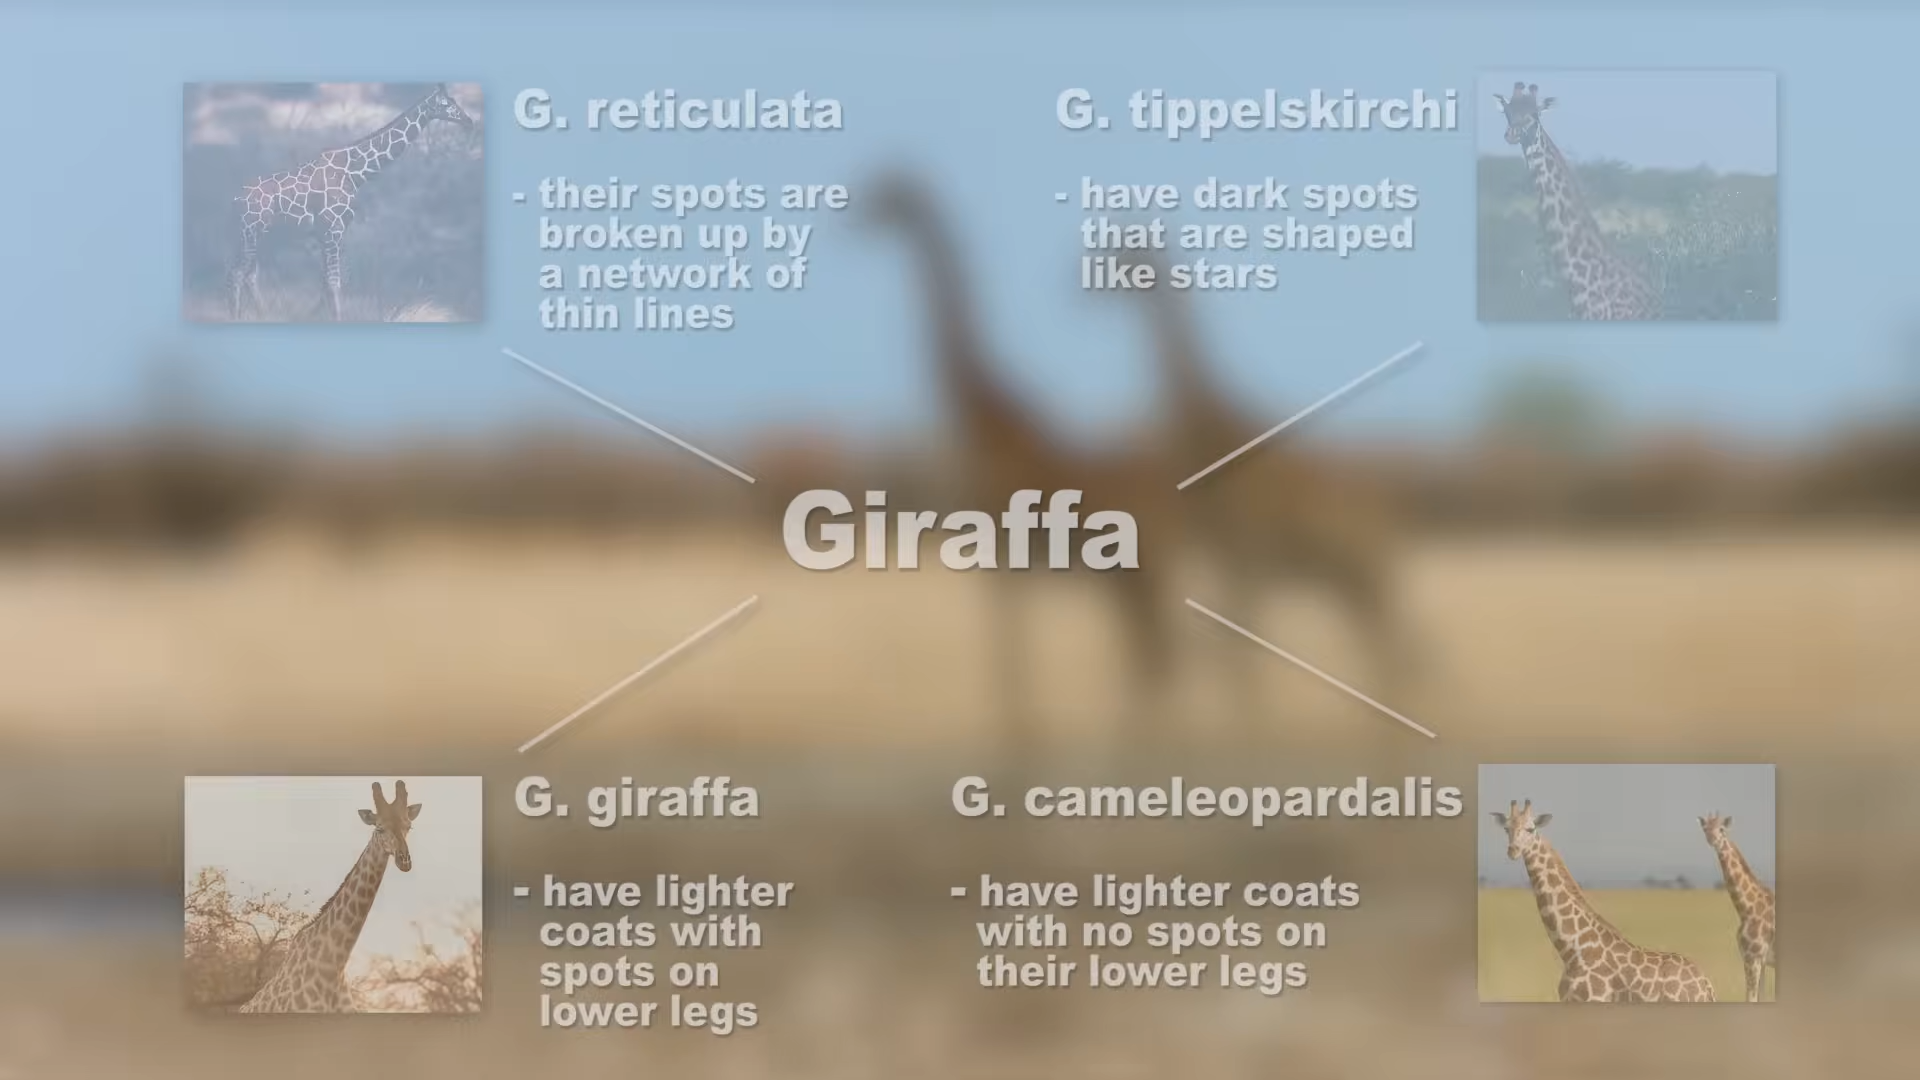 G. reticulata
- their spots are
broken up by
a network of
thin lines
G. tippelskirchi
- have dark spots
that are shaped
like stars
Giraffa
G. giraffa
- have lighter
coats with
spots on
lower legs
G. cameleopardalis
- have lighter coats
with no spots on
their lower legs